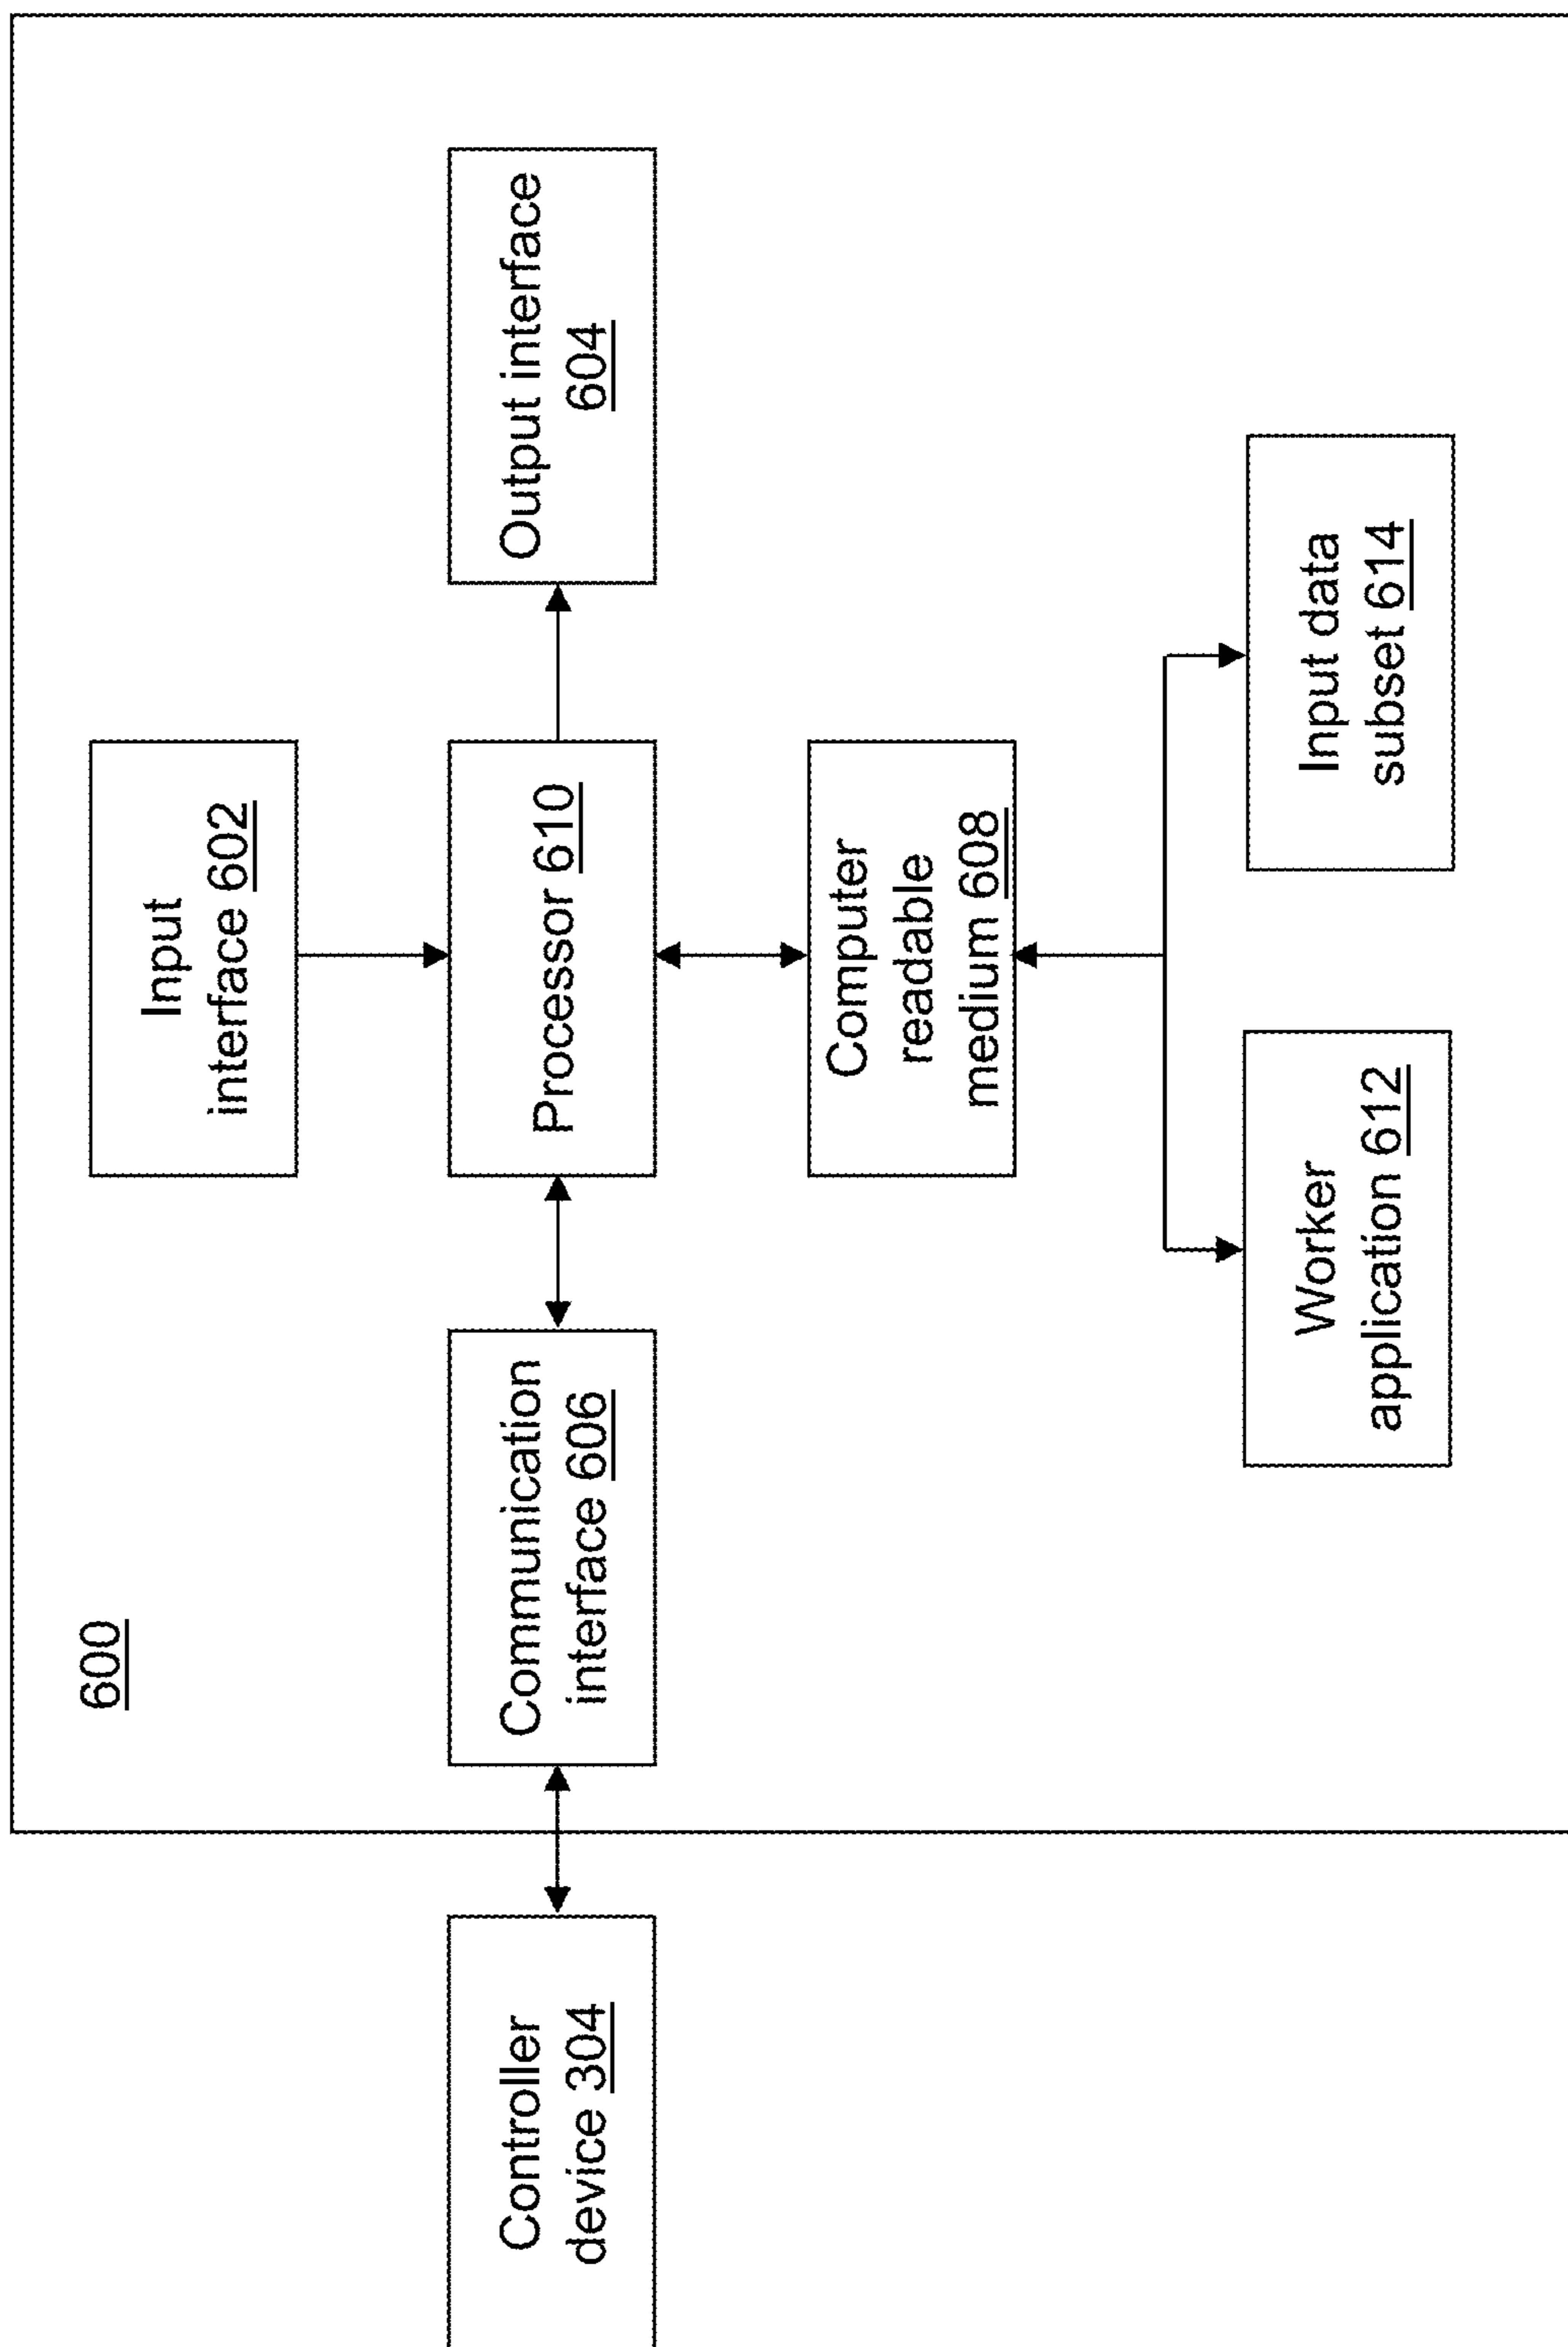 600
Input
interface 602
Controller
device 304
Communication
interface 606
Processor 610
Output interface
604
Computer
readable
medium 608
Worker
application 612
Input data
subset 614